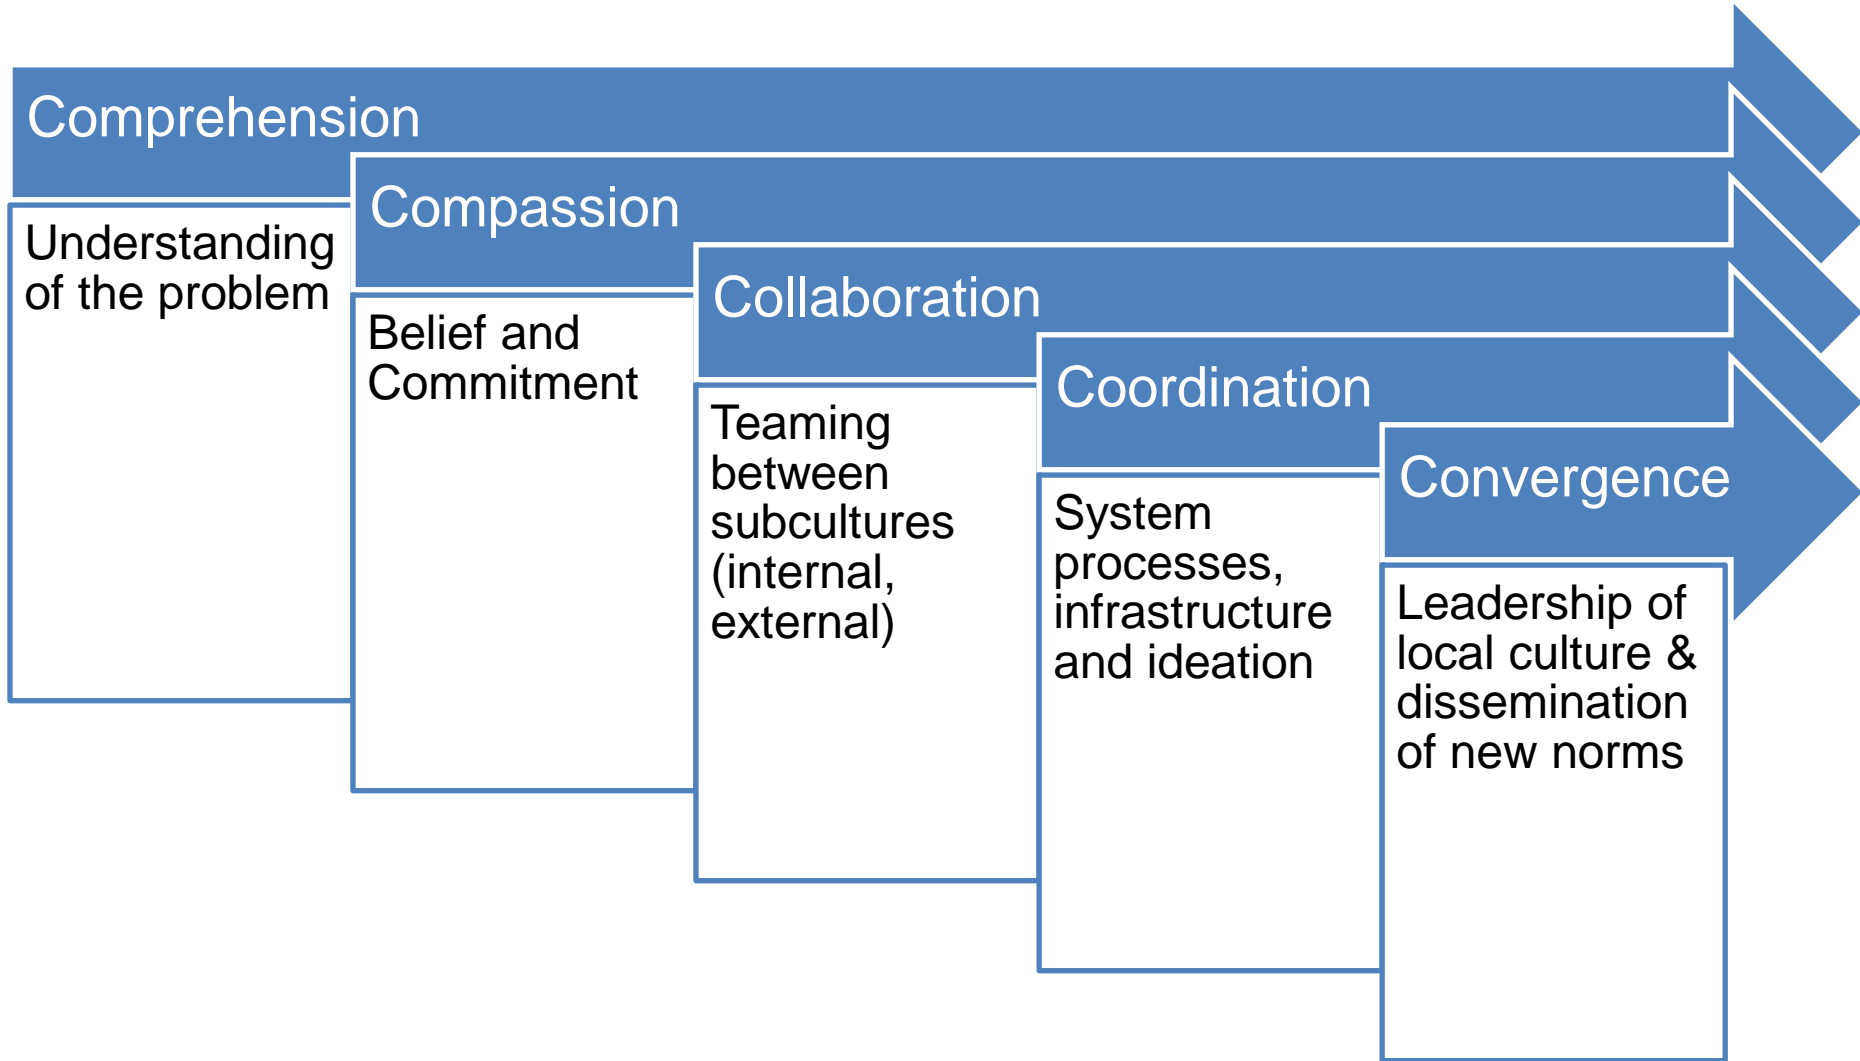 Comprehension
Understanding
of the problem
Compassion
Belief and
Commitment
Collaboration
Teaming
between
subcultures
(internal,
external)
Coordination
System
processes,
infrastructure
and ideation
Convergence
Leadership of
local culture &
dissemination
of new norms